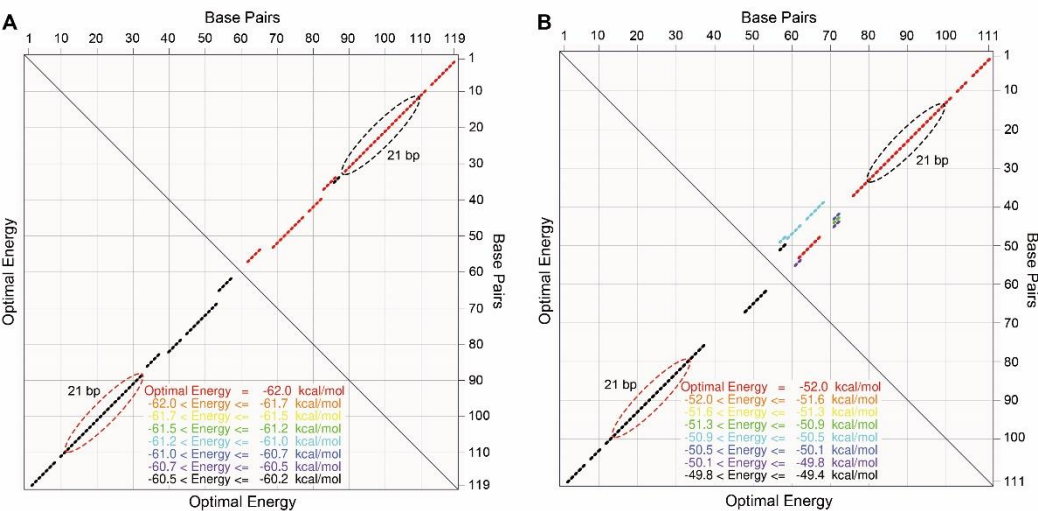 A
Base Pairs
1 10 20 30 40 50 60 70 80 90 100 110 119
1
10
20
30
40
50
60
70
80
90
100
110
119
Optimal Energy
Base Pairs
21 bp
21 bp
Optimal Energy = -62.0 kcal/mol
-62.0 < Energy <= -61.7 kcal/mol
-61.7 < Energy <= -61.5 kcal/mol
-61.5 < Energy <= -61.2 kcal/mol
-61.2 < Energy <= -61.0 kcal/mol
-61.0 < Energy <= -60.7 kcal/mol
-60.7 < Energy <= -60.5 kcal/mol
-60.5 < Energy <= -60.2 kcal/mol
Optimal Energy
B
Base Pairs
1 10 20 30 40 50 60 70 80 90 100 111
1
10
20
30
40
50
60
70
80
90
100
111
Optimal Energy
Base Pairs
21 bp
21 bp
Optimal Energy = -52.0 kcal/mol
-52.0 < Energy <= -51.6 kcal/mol
-51.6 < Energy <= -51.3 kcal/mol
-51.3 < Energy <= -50.9 kcal/mol
-50.9 < Energy <= -50.5 kcal/mol
-50.5 < Energy <= -50.1 kcal/mol
-50.1 < Energy <= -49.8 kcal/mol
-49.8 < Energy <= -49.4 kcal/mol
Optimal Energy